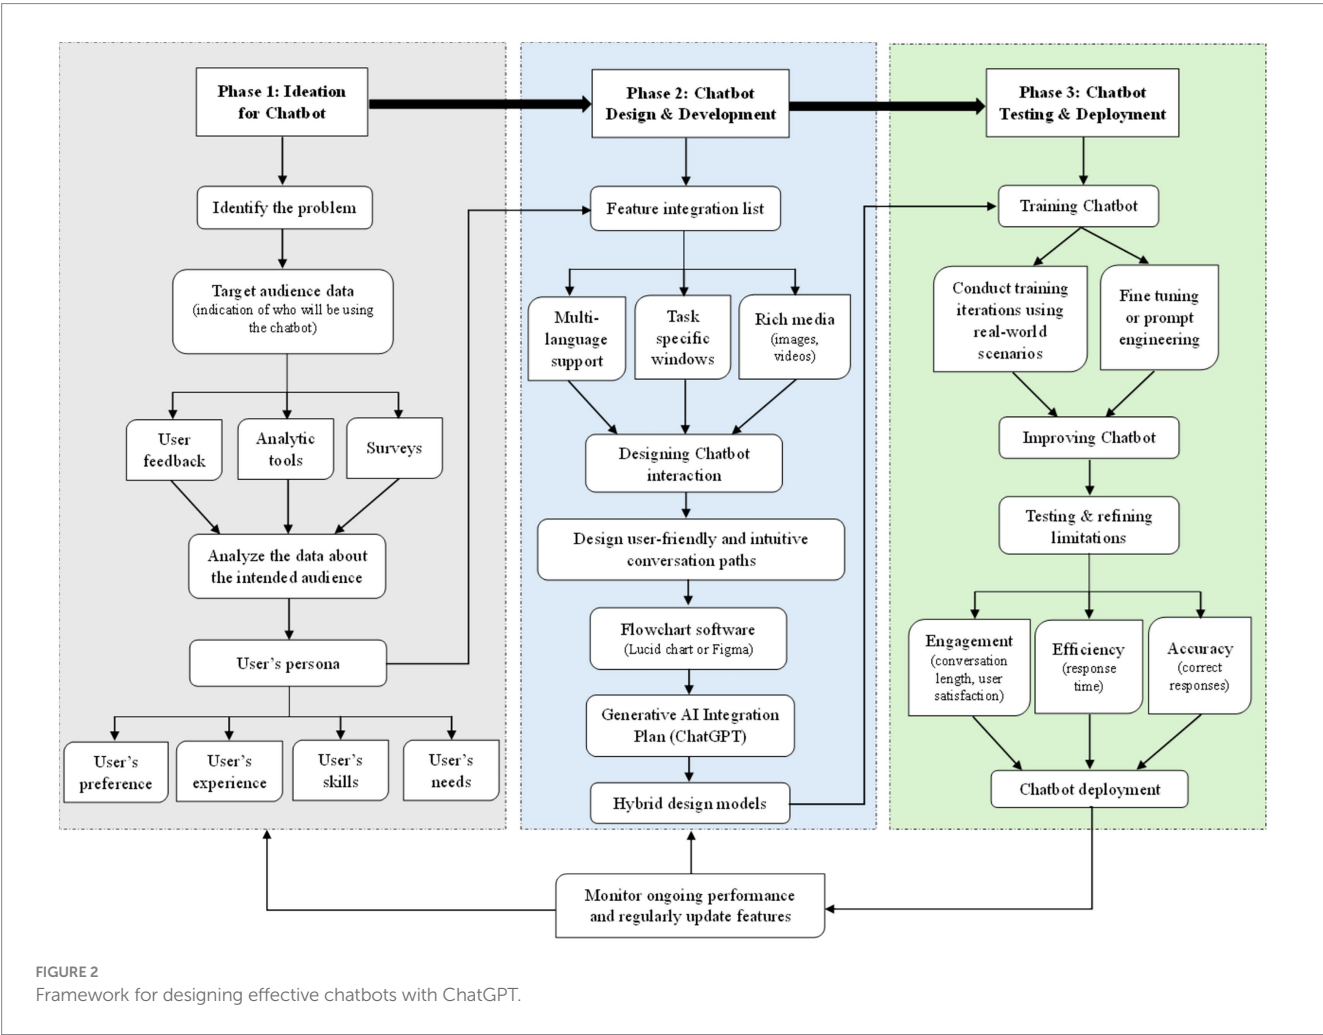 Phase 1: Ideation
for Chatbot
Identify the problem
Target audience data
(indication of who will be using
the chatbot)
User
feedback
Analytic
tools
Surveys
Analyze the data about
the intended audience
User's persona
User's
preference
User's
experience
User's
skills
User's
needs
Phase 2: Chatbot
Design & Development
Feature integration list
Multi-
language
support
Task
specific
windows
Rich media
(images,
videos)
Designing Chatbot
interaction
Design user-friendly and intuitive
conversation paths
Flowchart software
(Lucid chart or Figma)
Generative AI Integration
Plan (ChatGPT)
Hybrid design models
Phase 3: Chatbot
Testing & Deployment
Training Chatbot
Conduct training
iterations using
real-world
scenarios
Fine tuning
or prompt
engineering
Improving Chatbot
Testing & refining
limitations
Engagement
(conversation
length, user
satisfaction)
Efficiency
(response
time)
Accuracy
(correct
responses)
Chatbot deployment
Monitor ongoing performance
and regularly update features
FIGURE 2
Framework for designing effective chatbots with ChatGPT.